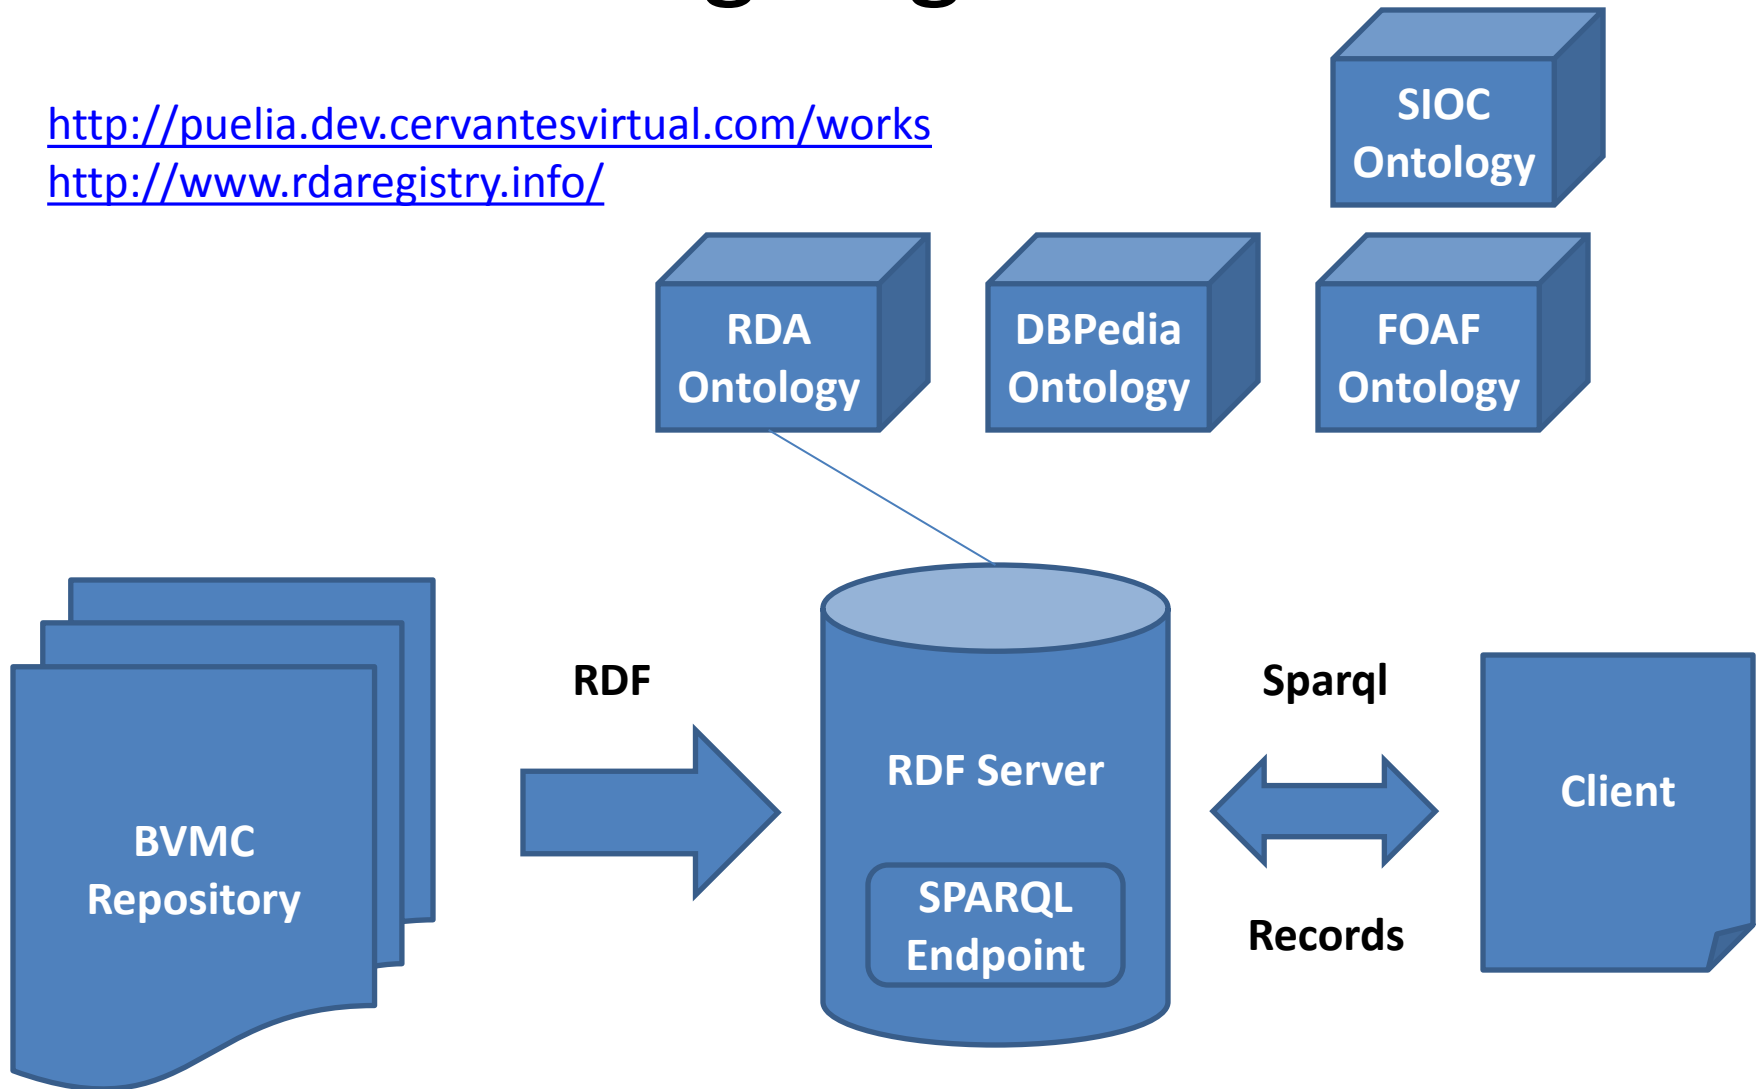 http://puelia.dev.cervantesvirtual.com/works
http://www.rdaregistry.info/
SIOC
Ontology
RDA
Ontology
DBPedia
Ontology
FOAF
Ontology
BVMC
Repository
RDF
RDF Server
SPARQL
Endpoint
Sparql
Records
Client